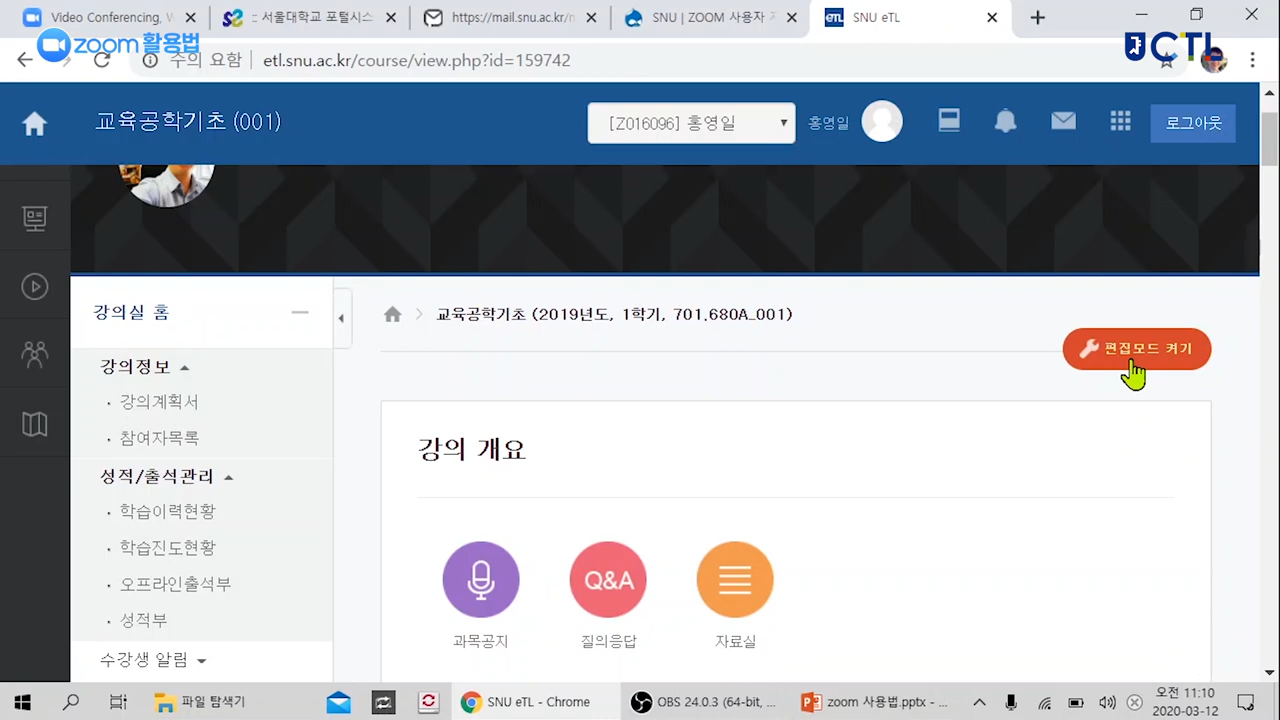 Video Conferencing, W
서울대학교 포털시스
https://mail.snu.ac.kr/m
SNU | ZOOM 사용자 지
SNU eTL
zoom 활용법
CTL
수의 요함
etl.snu.ac.kr/course/view.php?id=159742
교육공학기초 (001)
[Z016096] 홍영일
홍영일
로그아웃
강의실 홈
교육공학기초 (2019년도, 1학기, 701.680A_001)
편집모드 켜기
강의정보
강의계획서
참여자목록
강의 개요
성적/출석관리
학습이력현황
학습진도현황
오프라인출석부
성적부
Q&A
과목공지
질의응답
자료실
수강생 알림
파일 탐색기
SNU eTL - Chrome
OBS 24.0.3 (64-bit, ...
zoom 사용법.pptx - ...
오전 11:10
2020-03-12